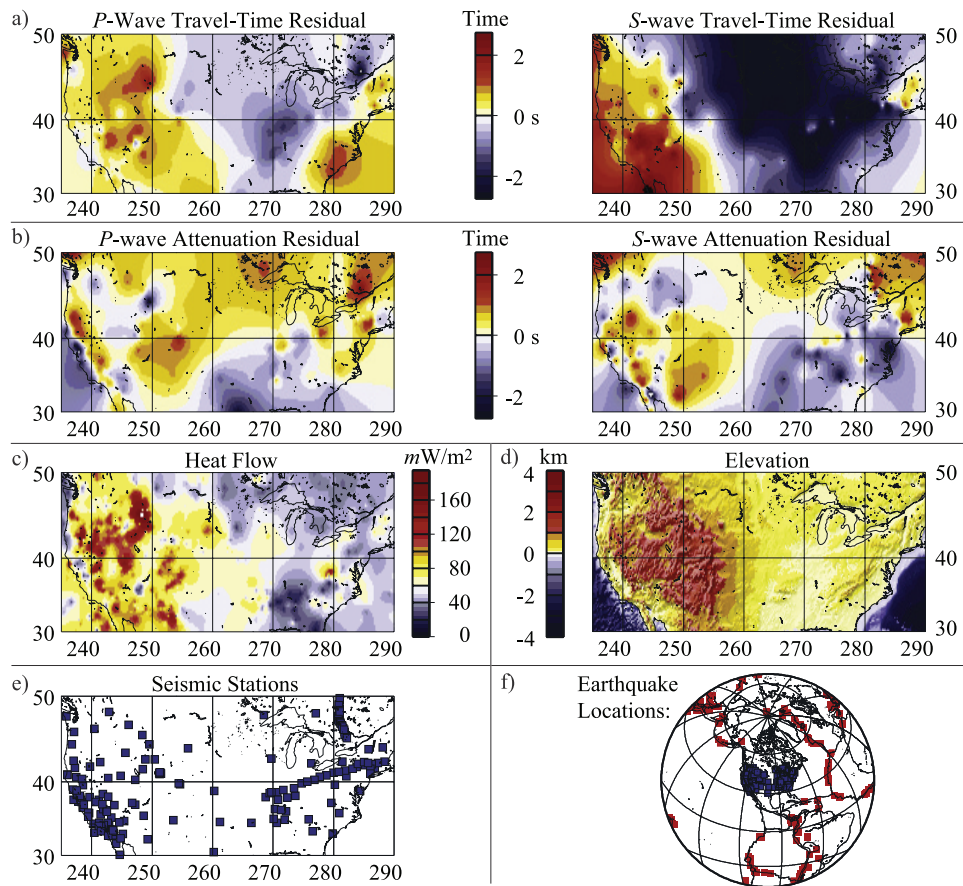 a) P-Wave Travel-Time Residual Time S-wave Travel-Time Residual
50 2 50
40 0 s 40
30 -2 30
240 250 260 270 280 290 240 250 260 270 280 290
b) P-wave Attenuation Residual Time S-wave Attenuation Residual
50 2 50
40 0 s 40
30 -2 30
240 250 260 270 280 290 240 250 260 270 280 290
c) Heat Flow mW/m² d) km Elevation
50 160 4 50
120 2
40 80 0 40
40 -2
30 0 -4 30
240 250 260 270 280 290 240 250 260 270 280 290
e) Seismic Stations f) Earthquake
Locations:
50
40
30
240 250 260 270 280 290